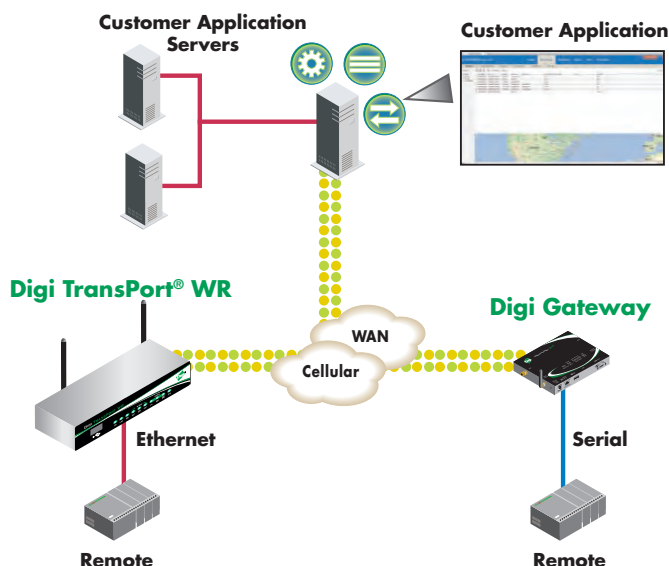 Customer Application
Servers
Customer Application
Digi TransPort® WR
Digi Gateway
WAN
Cellular
Ethernet
Serial
Remote
Remote